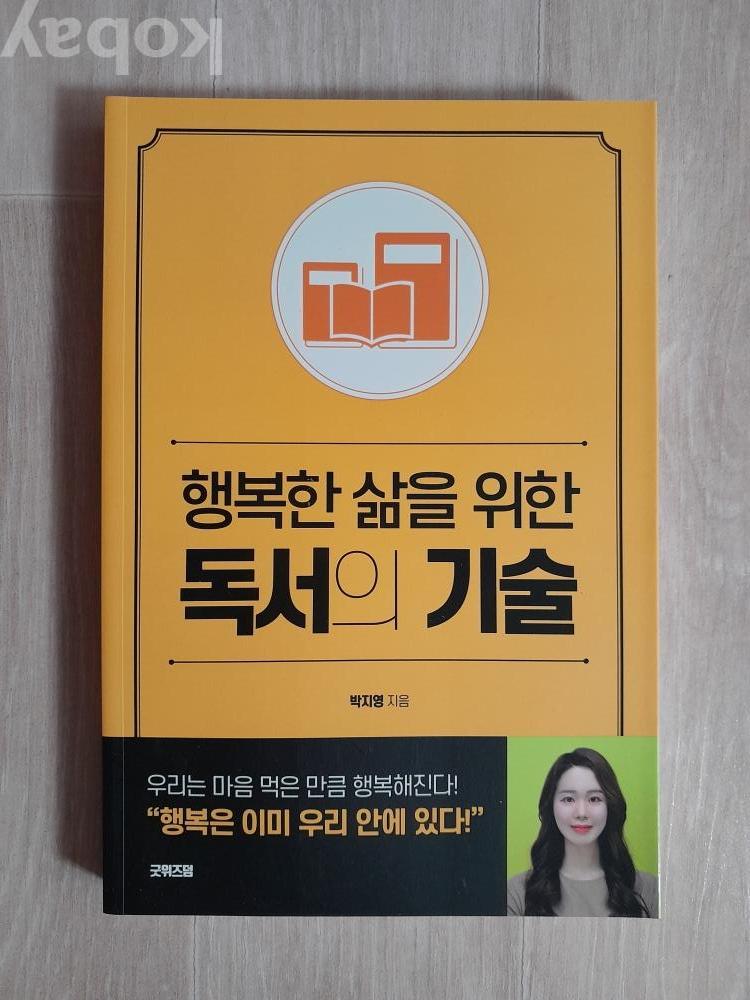 kobay
행복한 삶을 위한
독서의 기술
박지영 지음
우리는 마음 먹은 만큼 행복해진다!
“행복은 이미 우리 안에 있다!”
굿위즈덤